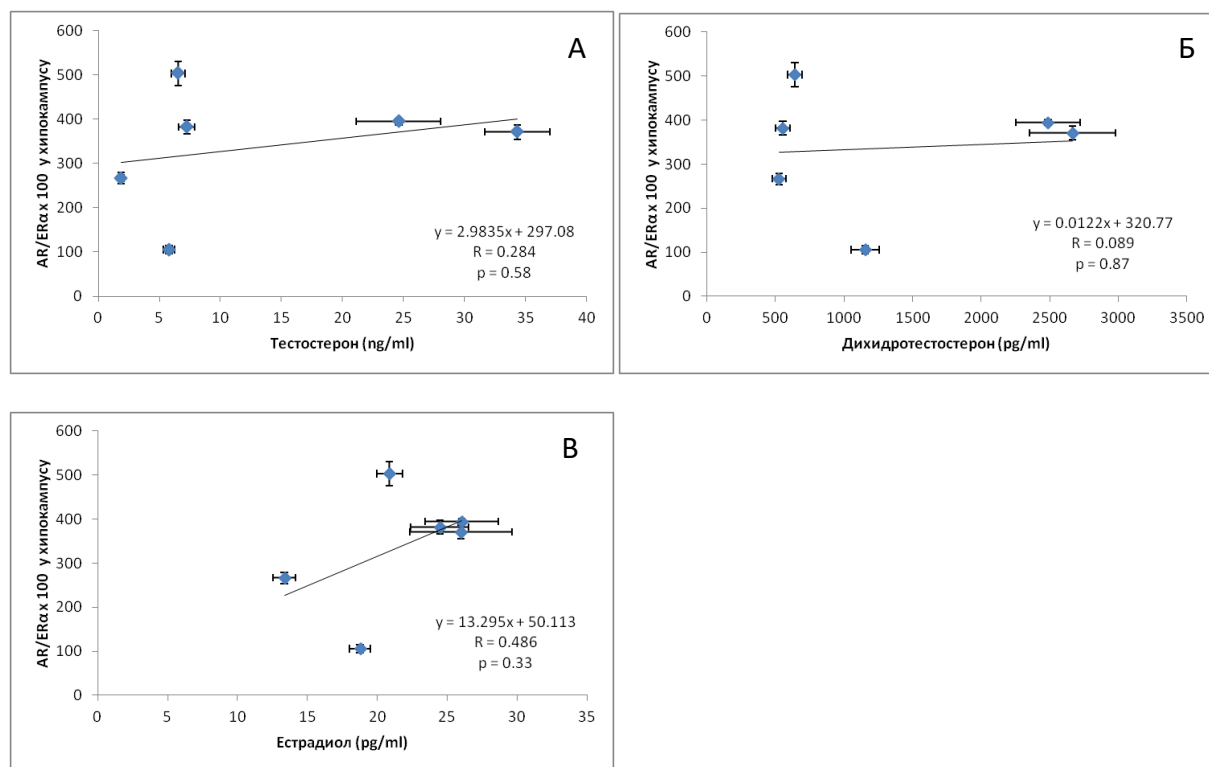 А
AR/ERα x 100 у хипокампусу
600
500
400
300
200
100
0
y = 2.9835x + 297.08
R = 0.284
p = 0.58
0 5 10 15 20 25 30 35 40
Тестостерон (ng/ml)
Б
AR/ERα x 100 у хипокампусу
600
500
400
300
200
100
0
y = 0.0122x + 320.77
R = 0.089
p = 0.87
0 500 1000 1500 2000 2500 3000 3500
Дихидротестостерон (pg/ml)
В
AR/ERα x 100 у хипокампусу
600
500
400
300
200
100
0
y = 13.295x + 50.113
R = 0.486
p = 0.33
0 5 10 15 20 25 30 35
Естрадиол (pg/ml)